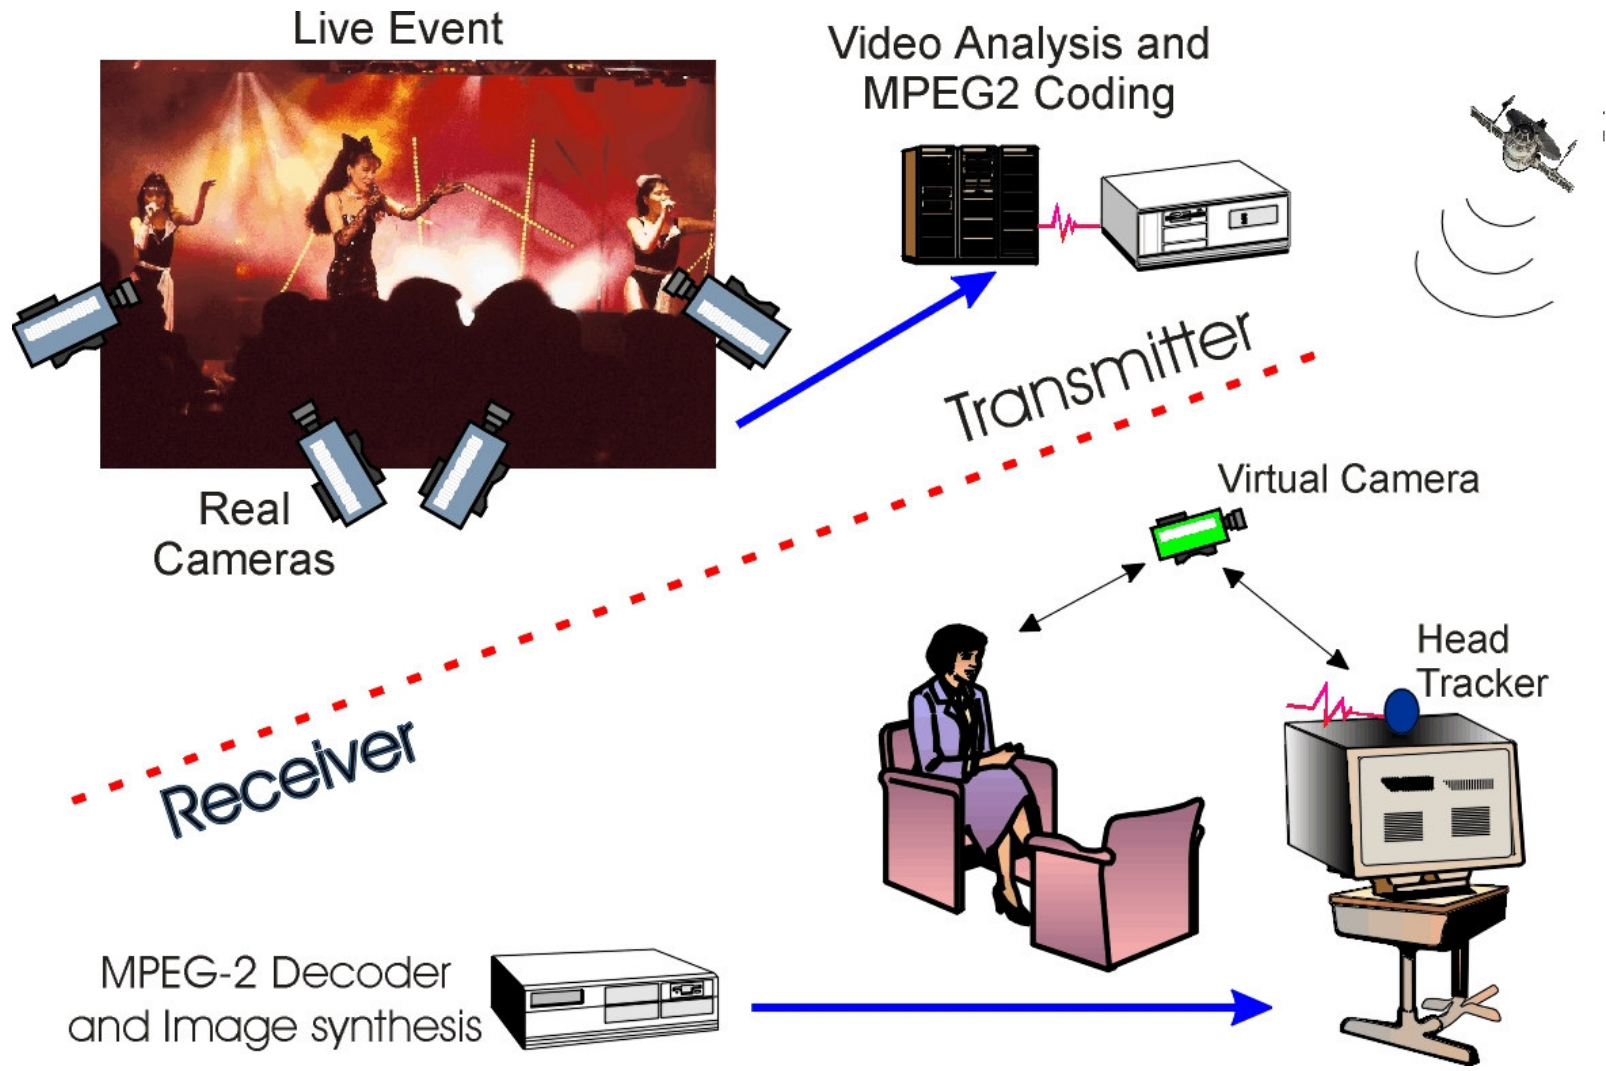 Live Event
Video Analysis and
MPEG2 Coding
Transmitter
Real
Cameras
Virtual Camera
Head
Tracker
Receiver
MPEG-2 Decoder
and Image synthesis